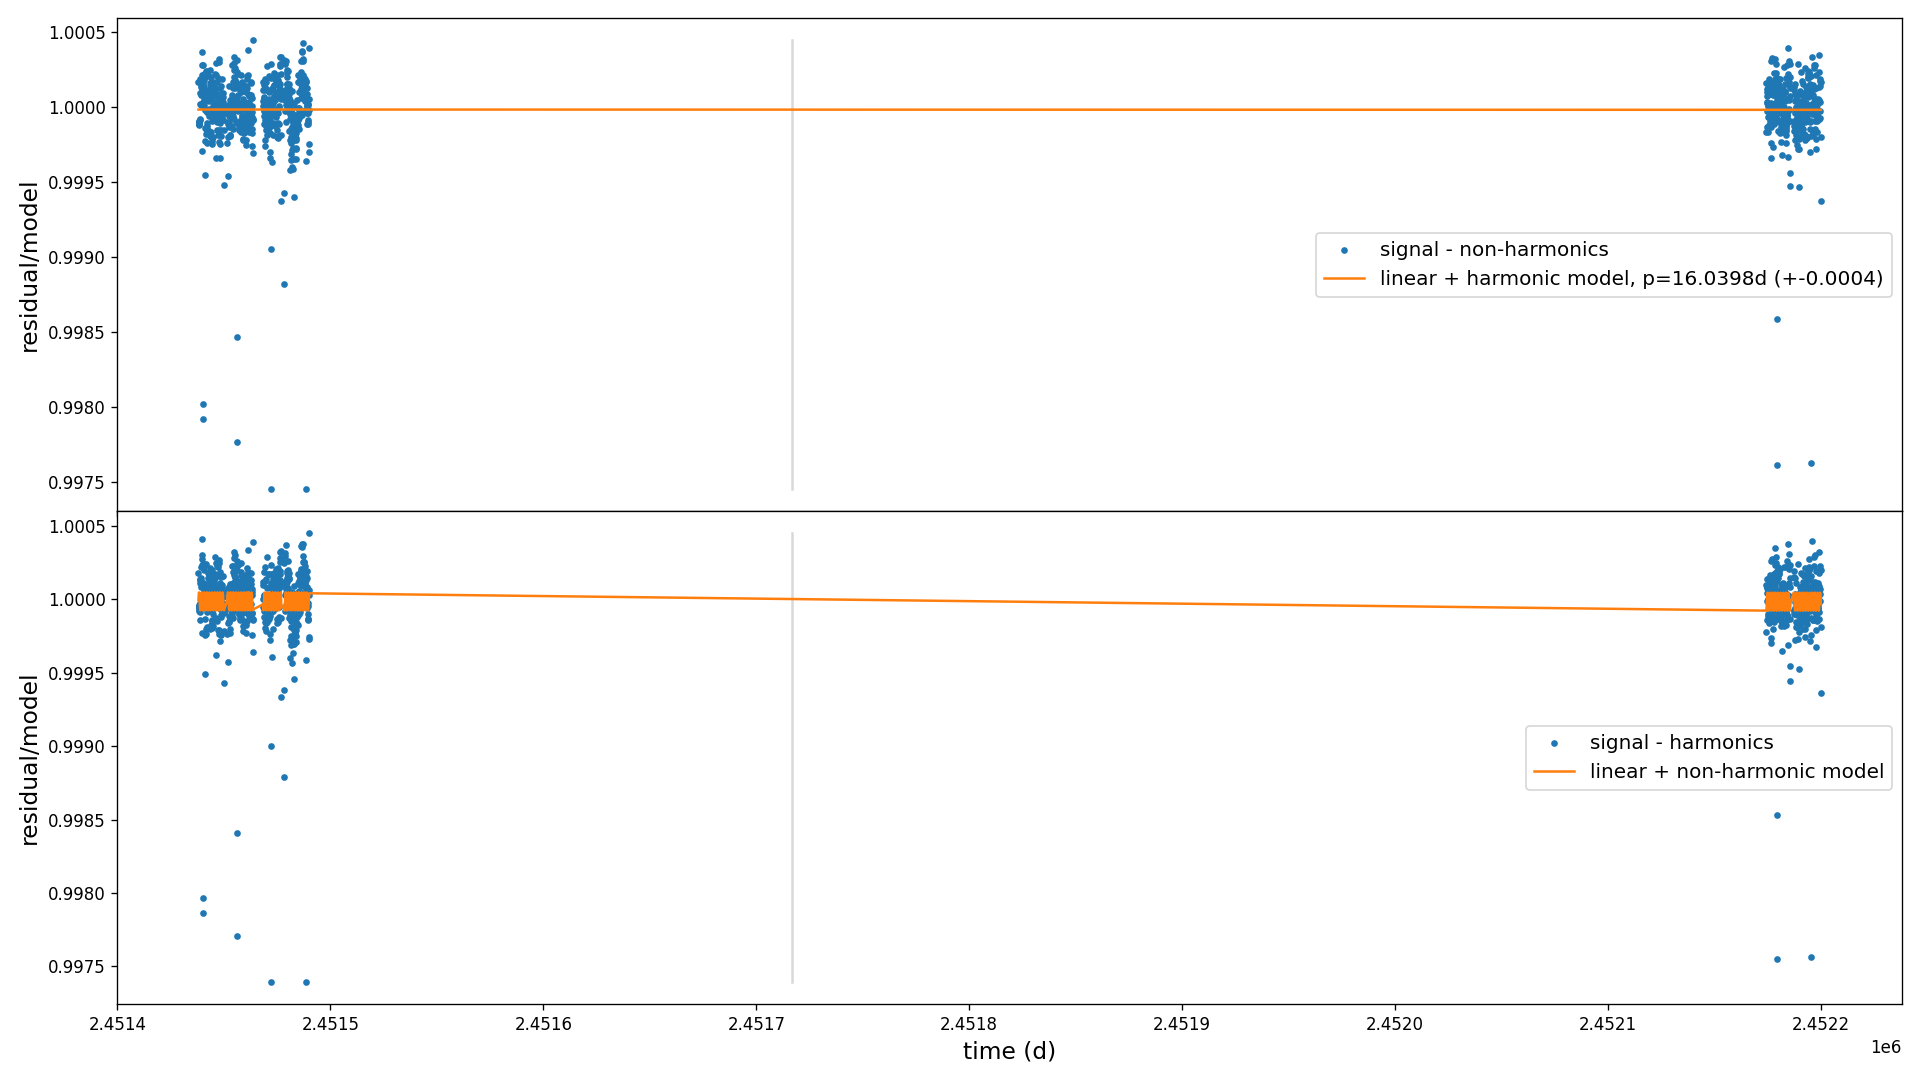 1.0005
1.0000
0.9995
0.9990
0.9985
0.9980
0.9975
residual/model
signal - non-harmonics
linear + harmonic model, p=16.0398d (+-0.0004)
1.0005
1.0000
0.9995
0.9990
0.9985
0.9980
0.9975
residual/model
signal - harmonics
linear + non-harmonic model
2.4514 2.4515 2.4516 2.4517 2.4518 2.4519 2.4520 2.4521 2.4522
1e6
time (d)